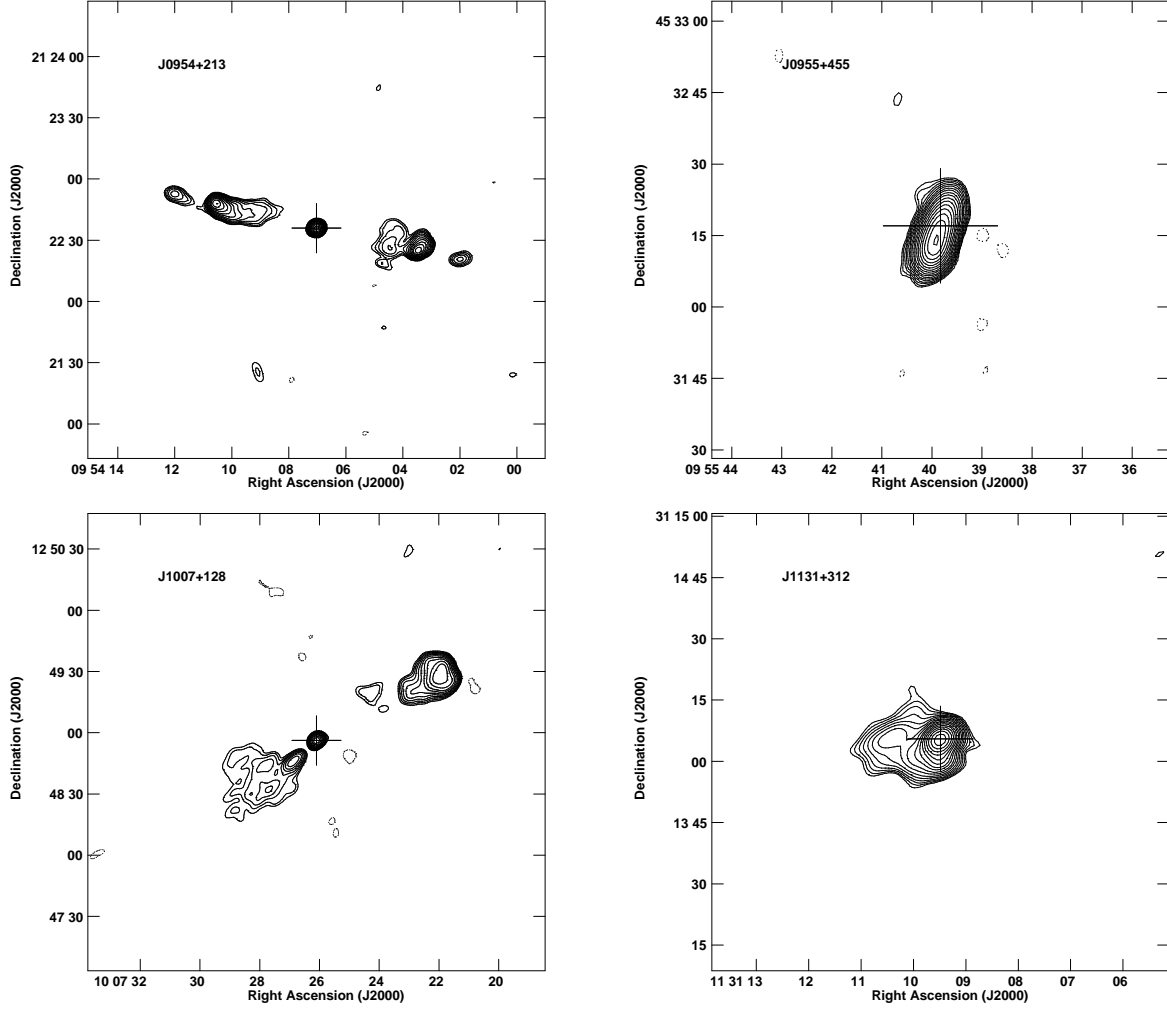 J0954+213
Declination (J2000)
21 24 00
23 30
00
22 30
00
21 30
00
09 54 14
12
10
08
06
04
02
00
Right Ascension (J2000)
J0955+455
Declination (J2000)
45 33 00
32 45
30
15
00
31 45
30
09 55 44
43
42
41
40
39
38
37
36
Right Ascension (J2000)
J1007+128
Declination (J2000)
12 50 30
00
49 30
00
48 30
00
47 30
10 07 32
30
28
26
24
22
20
Right Ascension (J2000)
J1131+312
Declination (J2000)
31 15 00
14 45
30
15
00
13 45
30
15
11 31 13
12
11
10
09
08
07
06
Right Ascension (J2000)